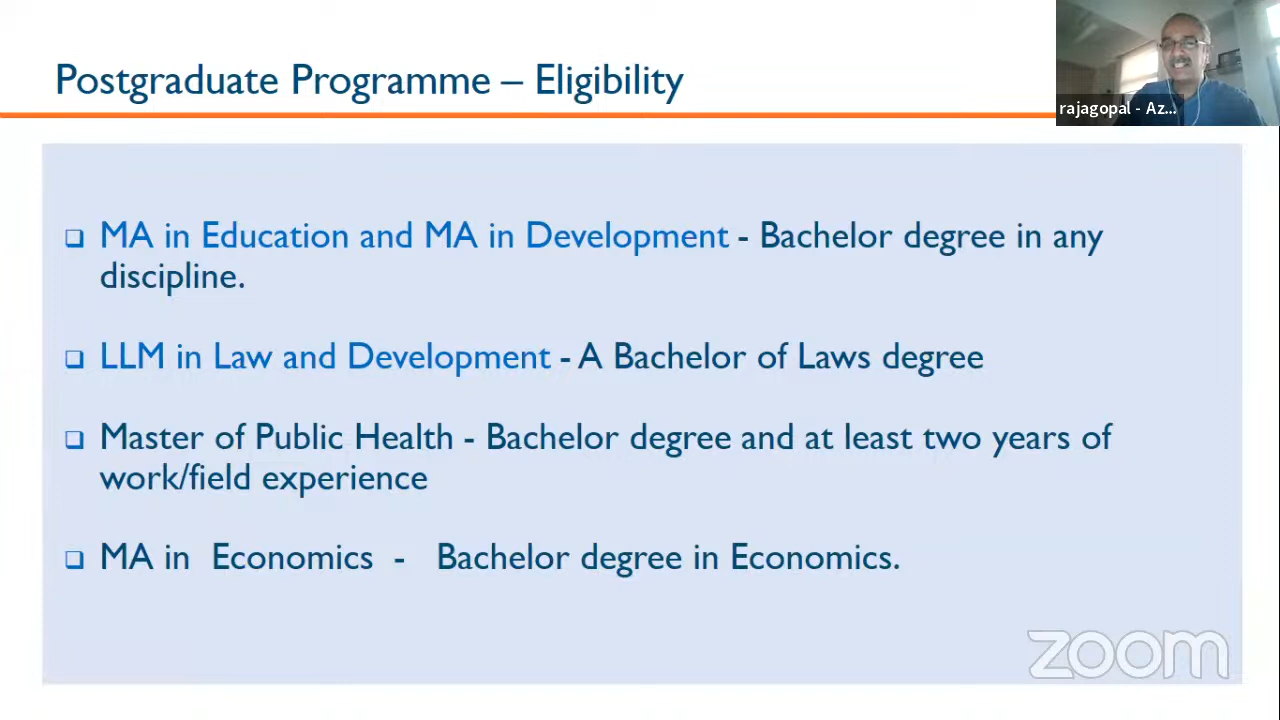 Postgraduate Programme – Eligibility
rajagopal - Az...
❑ MA in Education and MA in Development - Bachelor degree in any
discipline.
❑ LLM in Law and Development - A Bachelor of Laws degree
❑ Master of Public Health - Bachelor degree and at least two years of
work/field experience
❑ MA in Economics - Bachelor degree in Economics.
zoom